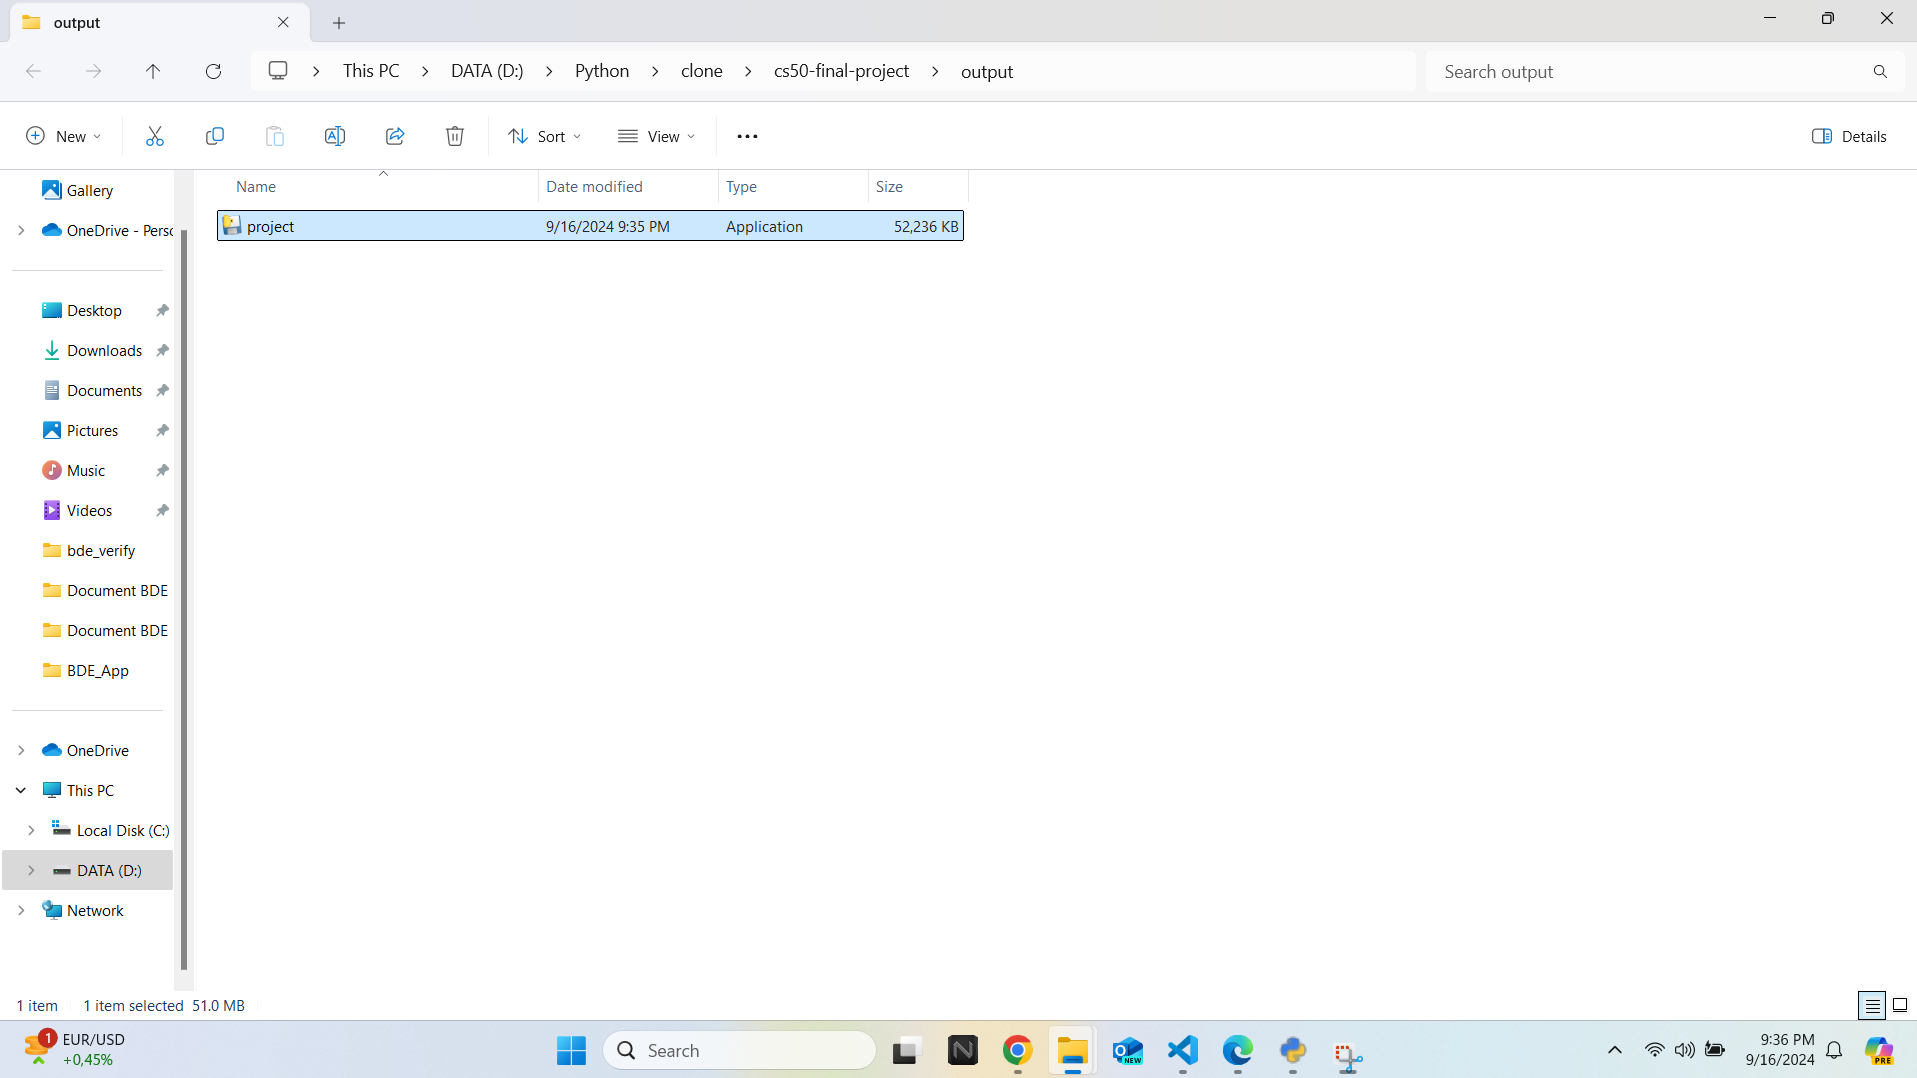 output
This PC > DATA (D:) > Python > clone > cs50-final-project > output
Search output
New
Sort
View
Details
Name Date modified Type Size
project 9/16/2024 9:35 PM Application 52,236 KB
Gallery
OneDrive - Perso
Desktop
Downloads
Documents
Pictures
Music
Videos
bde_verify
Document BDE
Document BDE
BDE_App
OneDrive
This PC
Local Disk (C:)
DATA (D:)
Network
1 item 1 item selected 51.0 MB
1
EUR/USD
+0,45%
Search
N
O
NEW
9:36 PM
9/16/2024
PRE